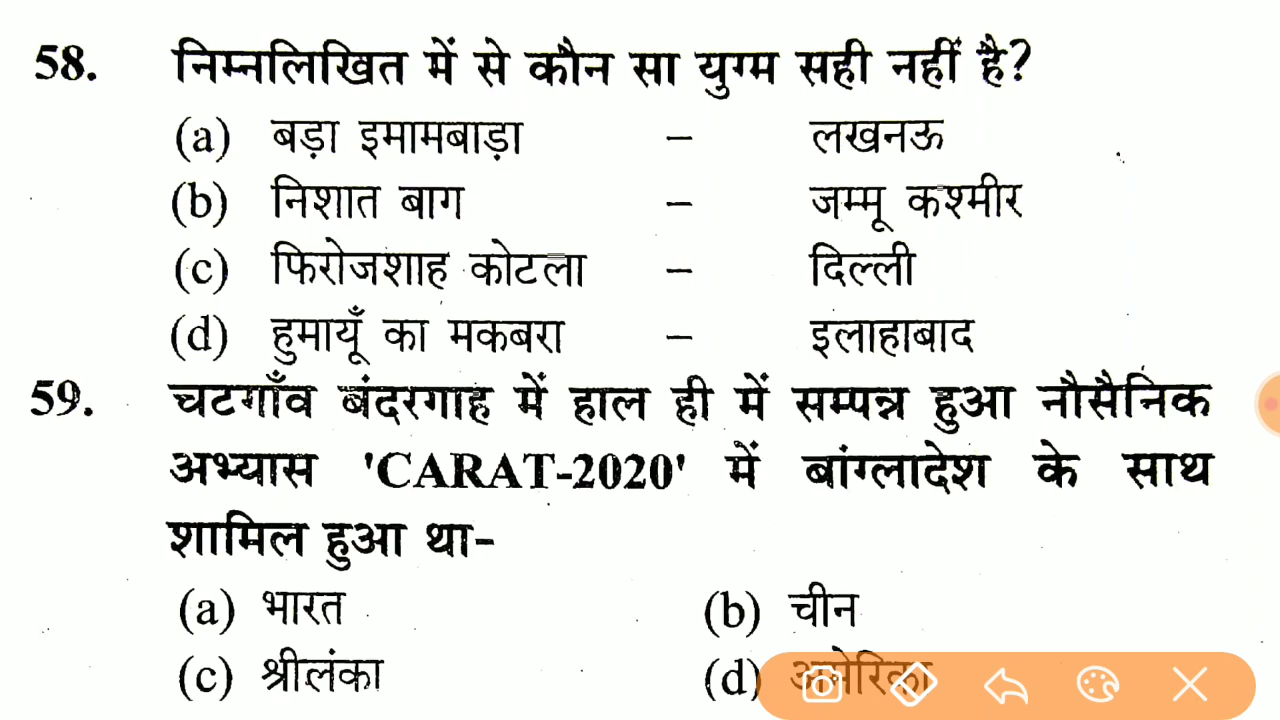 58. निम्नलिखित में से कौन सा युग्म सही नहीं है?
(a) बड़ा इमामबाड़ा – लखनऊ
(b) निशात बाग – जम्मू कश्मीर
(c) फिरोजशाह कोटला – दिल्ली
(d) हुमायूँ का मकबरा – इलाहाबाद
59. चटगाँव बंदरगाह में हाल ही में सम्पन्न हुआ नौसैनिक
अभ्यास 'CARAT-2020' में बांग्लादेश के साथ
शामिल हुआ था-
(a) भारत (b) चीन
(c) श्रीलंका (d) अमेरिका